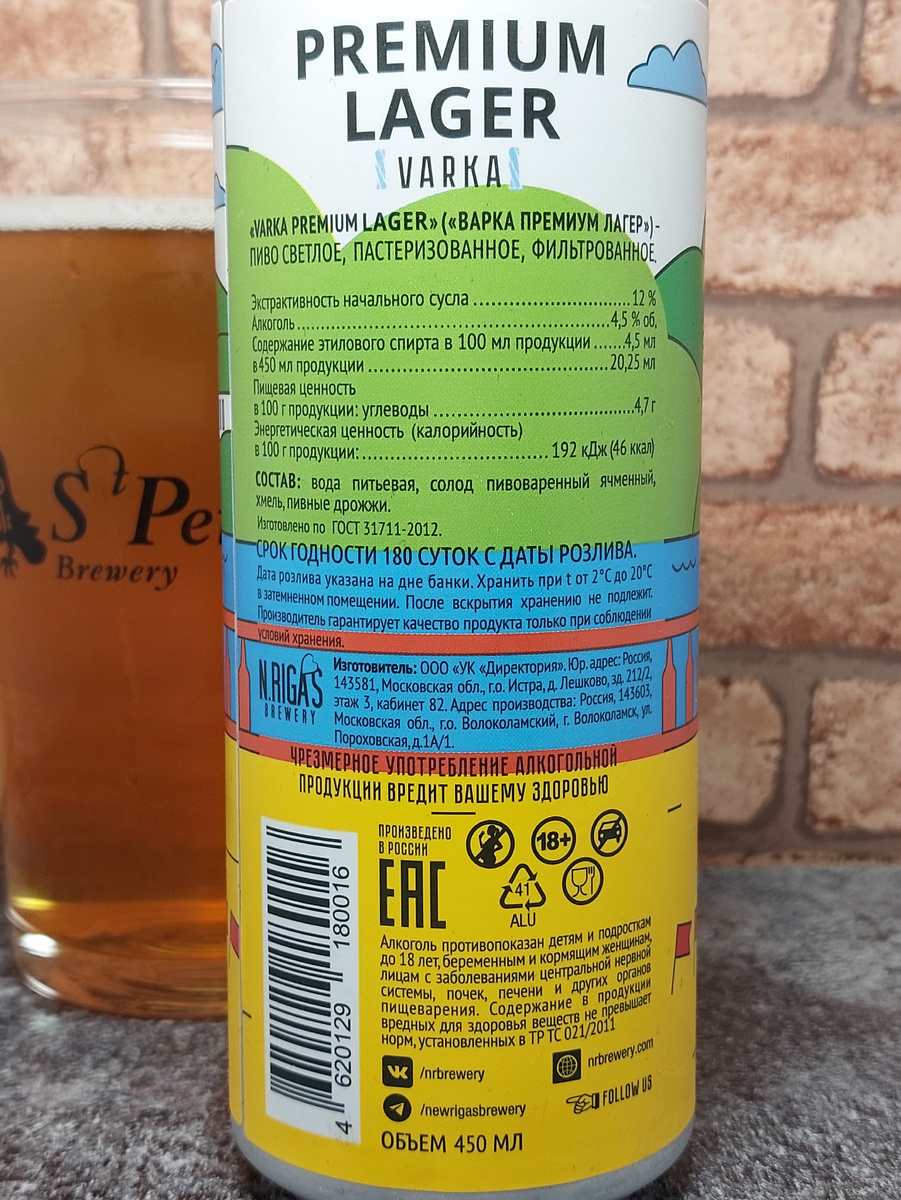 PREMIUM
LAGER
VARKA
«VARKA PREMIUM LAGER» («ВАРКА ПРЕМИУМ ЛАГЕР») -
ПИВО СВЕТЛОЕ, ПАСТЕРИЗОВАННОЕ, ФИЛЬТРОВАННОЕ.
Экстрактивность начального сусла ........................ 12 %
Алкоголь ........................................................ 4,5 % об,
Содержание этилового спирта в 100 мл продукции ......4,5 мл
в 450 мл продукции .............................................. 20,25 мл
Пищевая ценность
в 100 г продукции: углеводы ...................................4,7 г
Энергетическая ценность (калорийность)
в 100 г продукции: ............................... 192 кДж (46 ккал)
СОСТАВ: вода питьевая, солод пивоваренный ячменный,
хмель, пивные дрожжи.
Изготовлено по ГОСТ 31711-2012.
СРОК ГОДНОСТИ 180 СУТОК С ДАТЫ РОЗЛИВА.
Дата розлива указана на дне банки. Хранить при t от 2°C до 20°C
в затемненном помещении. После вскрытия хранению не подлежит.
Производитель гарантирует качество продукта только при соблюдении
условий хранения.
N.RIGA'S
BREWERY
Изготовитель: ООО «УК «Директория». Юр. адрес: Россия,
143581, Московская обл., г.о. Истра, д. Лешково, зд. 212/2,
этаж 3, кабинет 82. Адрес производства: Россия, 143603,
Московская обл., г.о. Волоколамский, г. Волоколамск, ул.
Пороховская, д.1А/1.
ЧРЕЗМЕРНОЕ УПОТРЕБЛЕНИЕ АЛКОГОЛЬНОЙ
ПРОДУКЦИИ ВРЕДИТ ВАШЕМУ ЗДОРОВЬЮ
ПРОИЗВЕДЕНО
В РОССИИ
EAC
18+
41
ALU
Алкоголь противопоказан детям и подросткам
до 18 лет, беременным и кормящим женщинам,
лицам с заболеваниями центральной нервной
системы, почек, печени и других органов
пищеварения. Содержание в продукции
вредных для здоровья веществ не превышает
норм, установленных в ТР ТС 021/2011
/nrbrewery
nrbrewery.com
/newrigasbrewery
FOLLOW US
ОБЪЕМ 450 МЛ
4 620129 180016
St Pe
Brewery